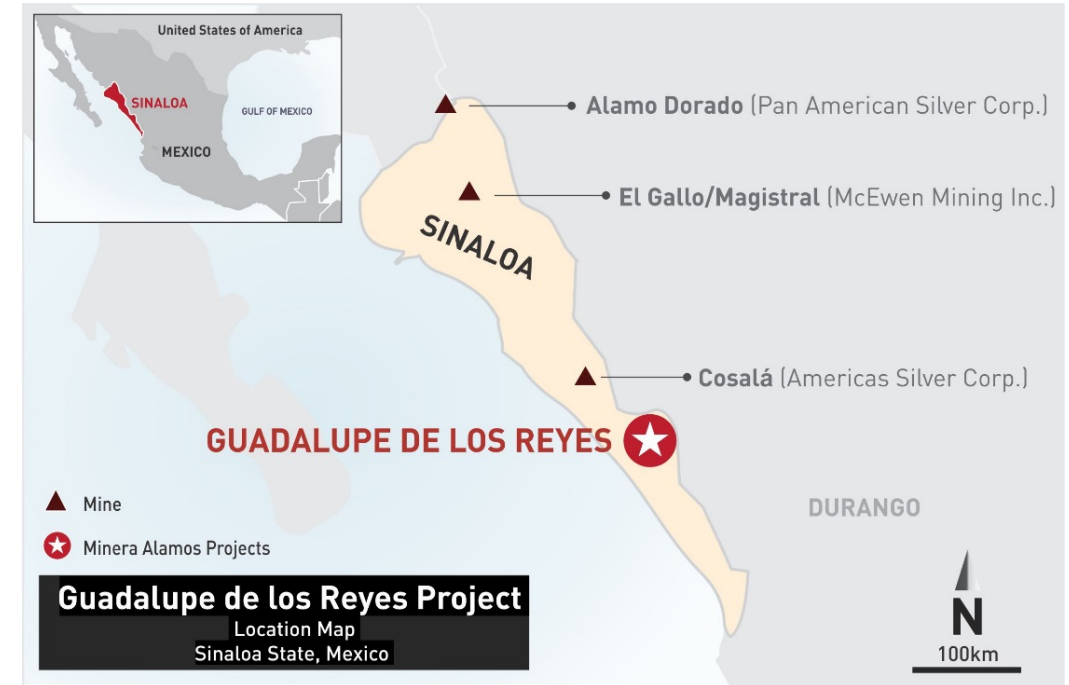 United States of America
SINALOA
GULF OF MEXICO
MEXICO
Alamo Dorado (Pan American Silver Corp.)
El Gallo/Magistral (McEwen Mining Inc.)
SINALOA
Cosalá (Americas Silver Corp.)
GUADALUPE DE LOS REYES
Mine
DURANGO
Minera Alamos Projects
Guadalupe de los Reyes Project
Location Map
Sinaloa State, Mexico
N
100km